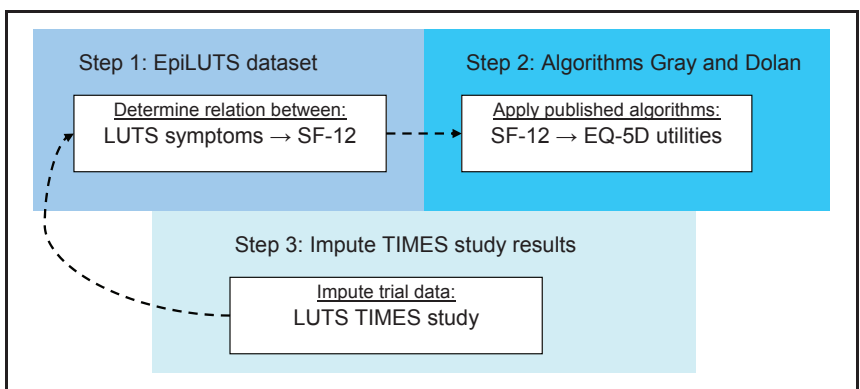 Step 1: EpiLUTS dataset
Determine relation between:
LUTS symptoms → SF-12
Step 2: Algorithms Gray and Dolan
Apply published algorithms:
SF-12 → EQ-5D utilities
Step 3: Impute TIMES study results
Impute trial data:
LUTS TIMES study